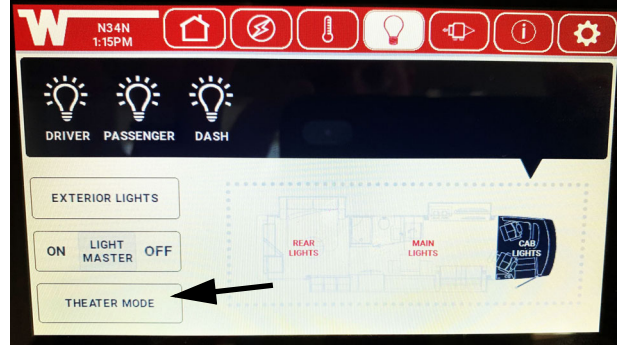 W
N34N
1:15PM
DRIVER PASSENGER DASH
EXTERIOR LIGHTS
ON LIGHT MASTER OFF
THEATER MODE
REAR
LIGHTS
MAIN
LIGHTS
CAB
LIGHTS